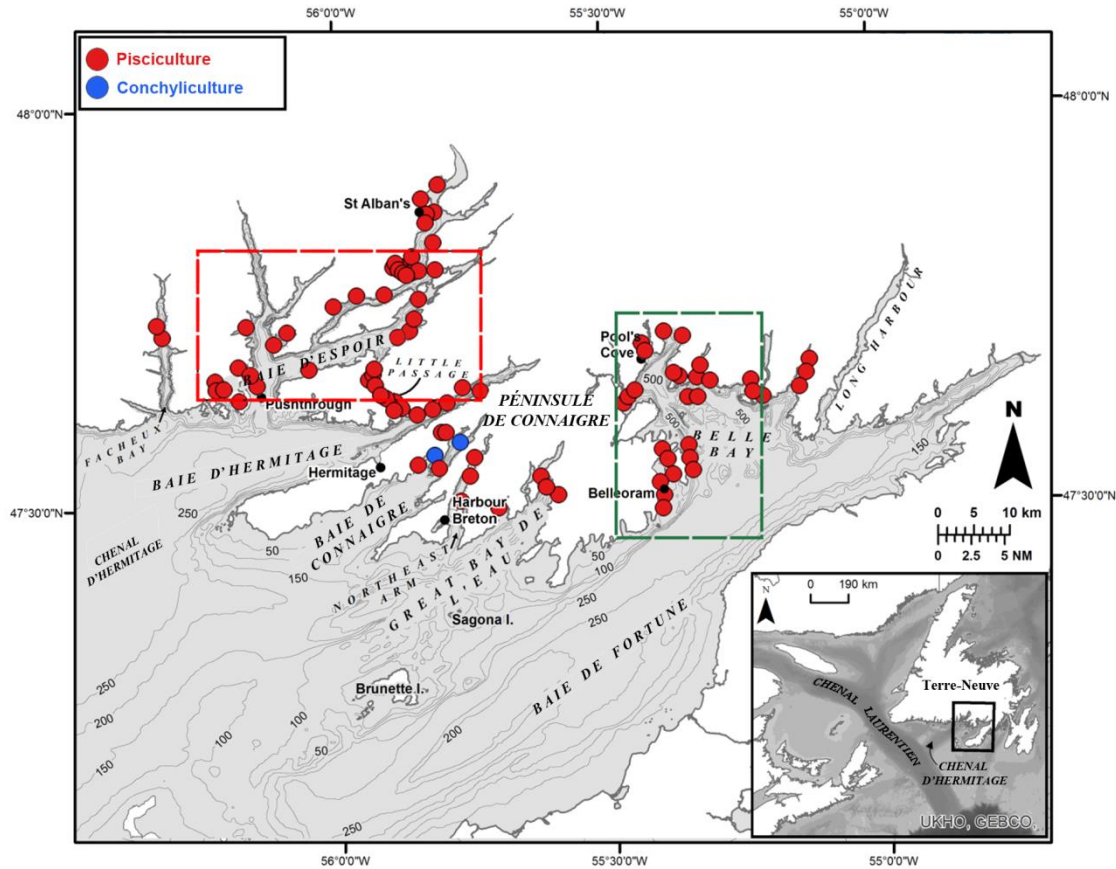 56°0'0"W
55°30'0"W
55°0'0"W
Pisciculture
Conchyliculture
48°0'0"N
48°0'0"N
St Alban's
BAIE D'ESPOIR
LITTLE
PASSAGE
Pushthrough
FACHEUX
BAY
Pool's
Cove
LONG HARBOUR
500
500
500
BELLE
BAY
150
PÉNINSULE
DE CONNAIGRE
N
BAIE D'HERMITAGE
Hermitage
Belleoram
250
47°30'0"N
47°30'0"N
CHENAL
D'HERMITAGE
BAIE DE
CONNAIGRE
Harbour
Breton
50
150
NORTHEAST
ARM
GREAT BAY DE
L'EAU
50
100
250
250
0
5
10 km
0
2.5
5 NM
Sagona I.
Brunette I.
BAIE DE FORTUNE
250
200
150
100
100
50
200
250
0
190 km
N
Terre-Neuve
CHENAL LAURENTIEN
CHENAL
D'HERMITAGE
UKHO, GEBCO,
56°0'0"W
55°30'0"W
55°0'0"W